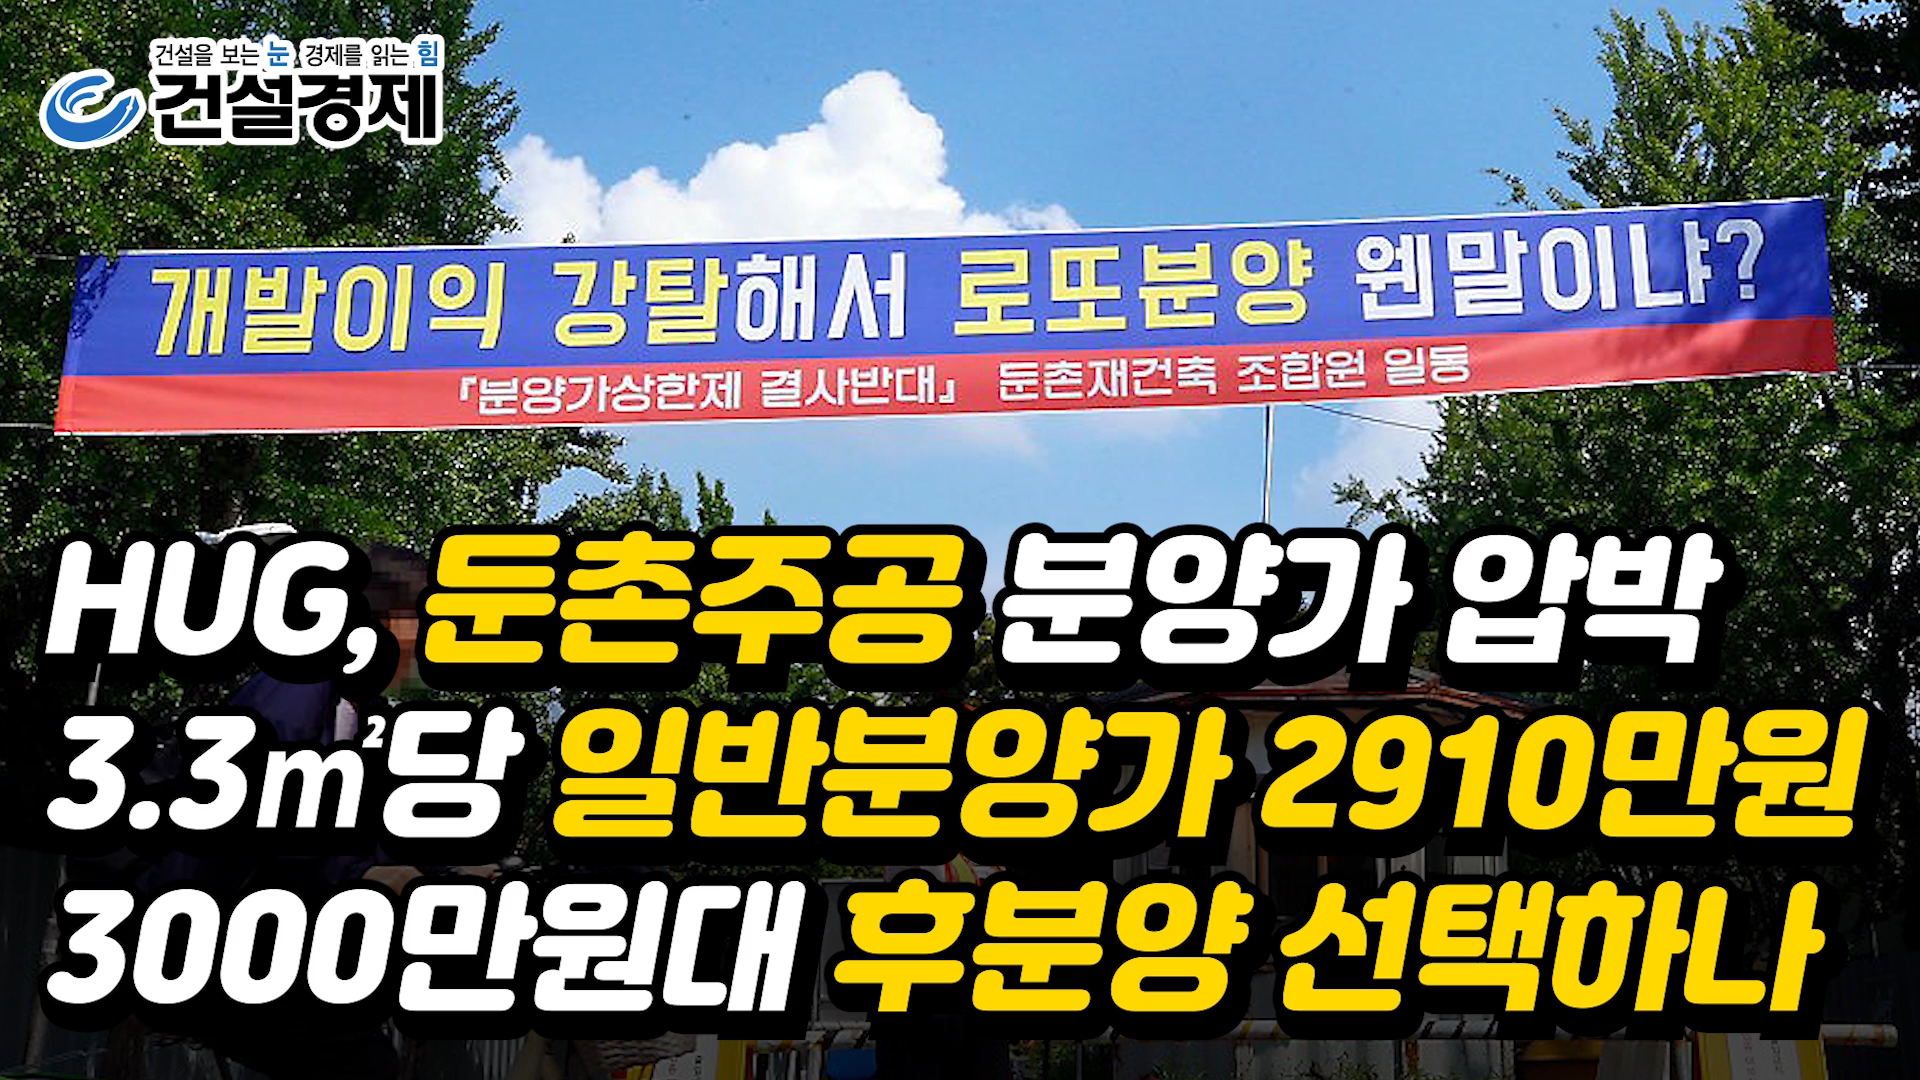 건설을 보는 눈 경제를 읽는 힘
건설경제
개발이익 강탈해서 로또분양 웬말이냐?
『분양가상한제 결사반대』 둔촌재건축 조합원 일동
HUG, 둔촌주공 분양가 압박
3.3㎡당 일반분양가 2910만원
3000만원대 후분양 선택하나